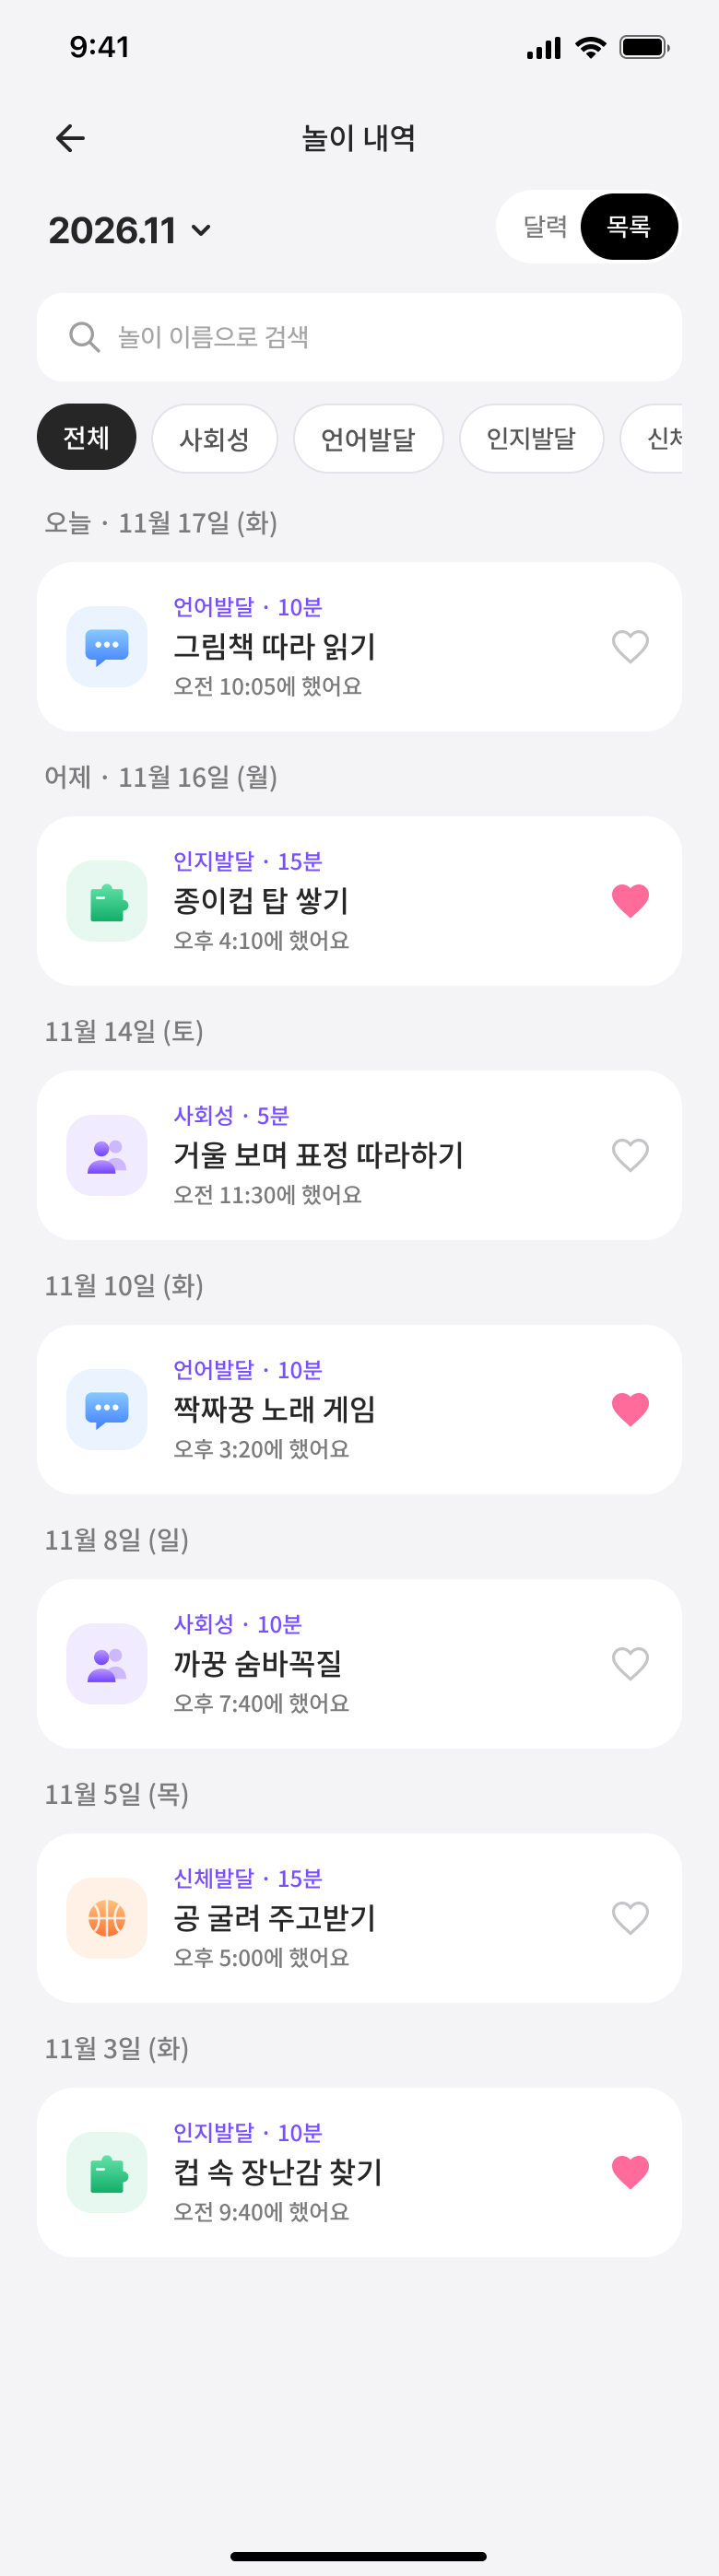 9:41
놀이 내역
2026.11
달력 목록
놀이 이름으로 검색
전체 사회성 언어발달 인지발달 신체
오늘 · 11월 17일 (화)
언어발달 · 10분
그림책 따라 읽기
오전 10:05에 했어요
어제 · 11월 16일 (월)
인지발달 · 15분
종이컵 탑 쌓기
오후 4:10에 했어요
11월 14일 (토)
사회성 · 5분
거울 보며 표정 따라하기
오전 11:30에 했어요
11월 10일 (화)
언어발달 · 10분
짝짜꿍 노래 게임
오후 3:20에 했어요
11월 8일 (일)
사회성 · 10분
까꿍 숨바꼭질
오후 7:40에 했어요
11월 5일 (목)
신체발달 · 15분
공 굴려 주고받기
오후 5:00에 했어요
11월 3일 (화)
인지발달 · 10분
컵 속 장난감 찾기
오전 9:40에 했어요